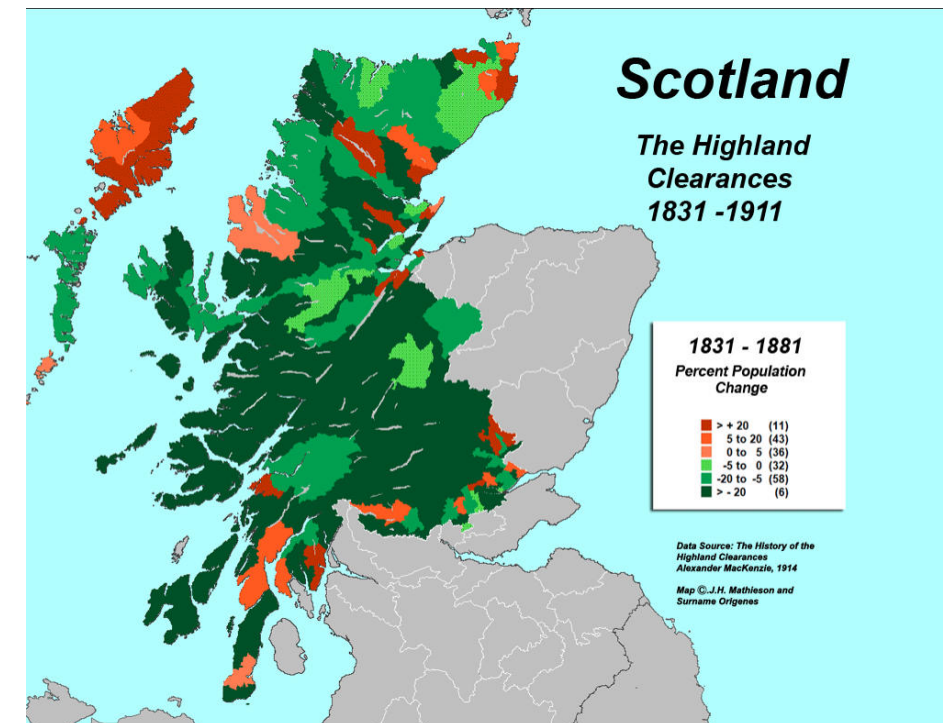 Scotland
The Highland
Clearances
1831 -1911
1831 - 1881
Percent Population
Change
> + 20 (11)
5 to 20 (43)
0 to 5 (36)
-5 to 0 (32)
-20 to -5 (58)
> - 20 (6)
Data Source: The History of the
Highland Clearances
Alexander MacKenzie, 1914
Map ©.J.H. Mathieson and
Surname Origenes